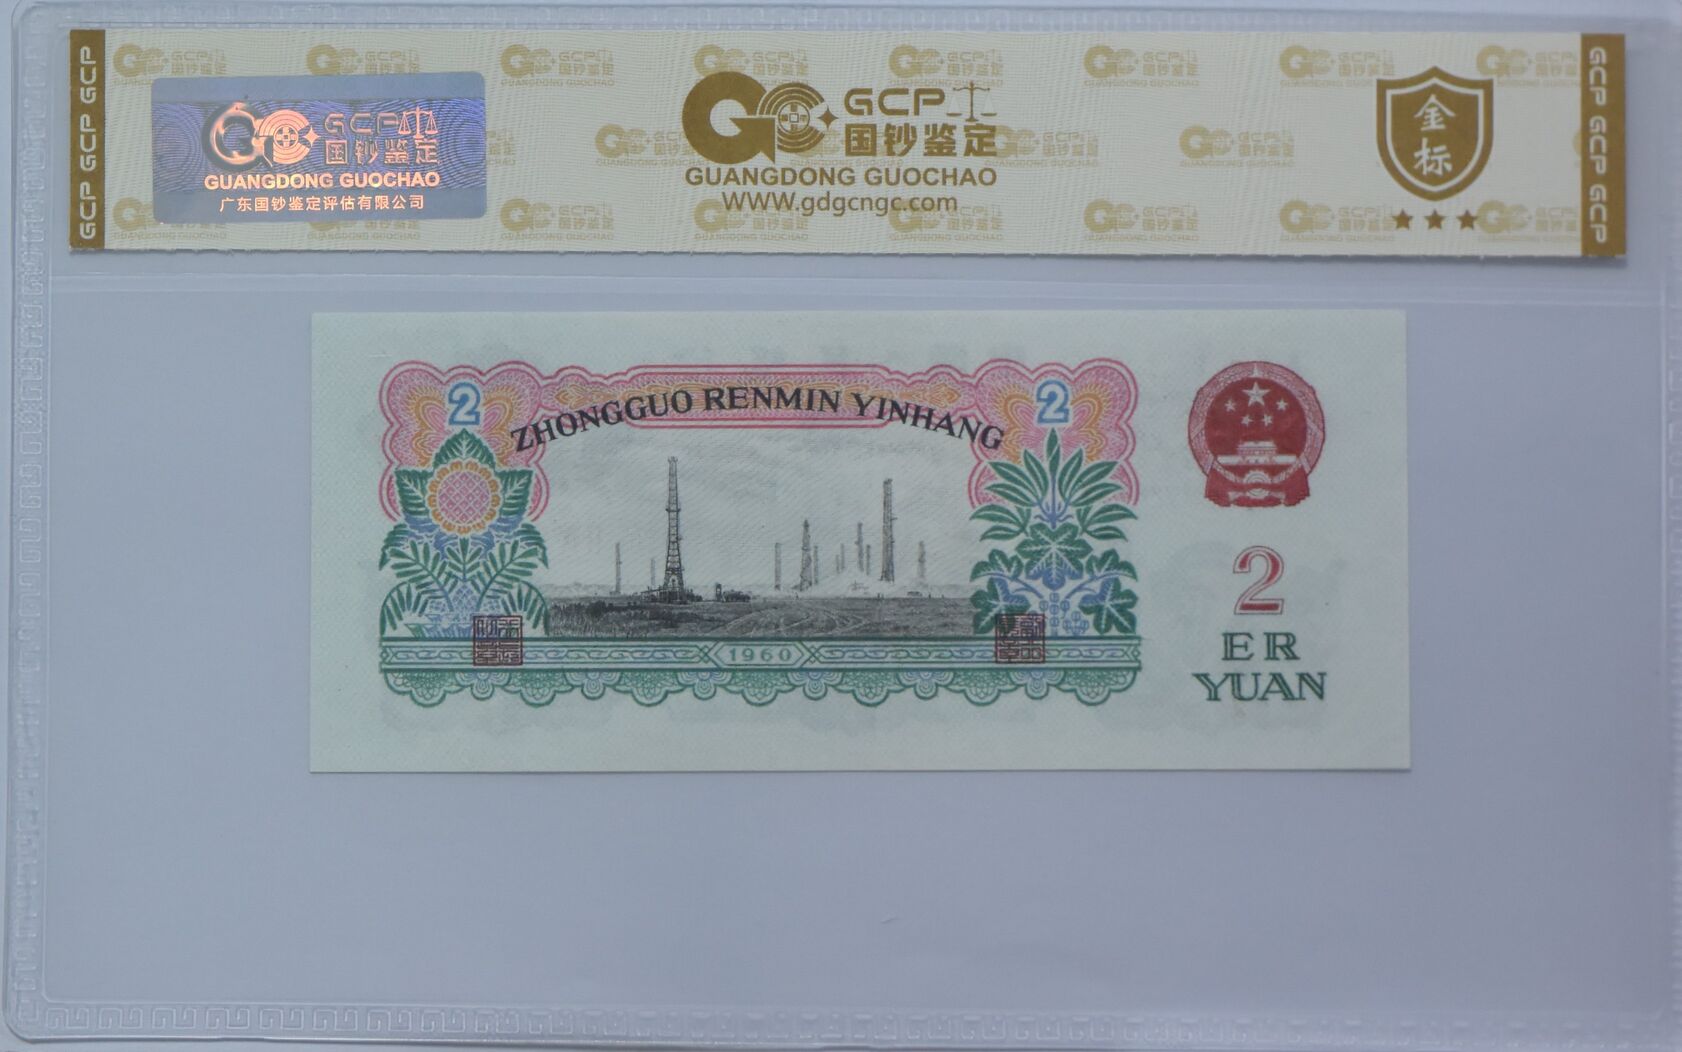 GCP GCP GCP
GCP
国钞鉴定
GUANGDONG GUOCHAO
广东国钞鉴定评估有限公司
GCP
国钞鉴定
GUANGDONG GUOCHAO
WWW.gdgcngc.com
金标
GCP GCP GCP
2
ZHONGGUO RENMIN YINHANG
2
1960
2
ER
YUAN